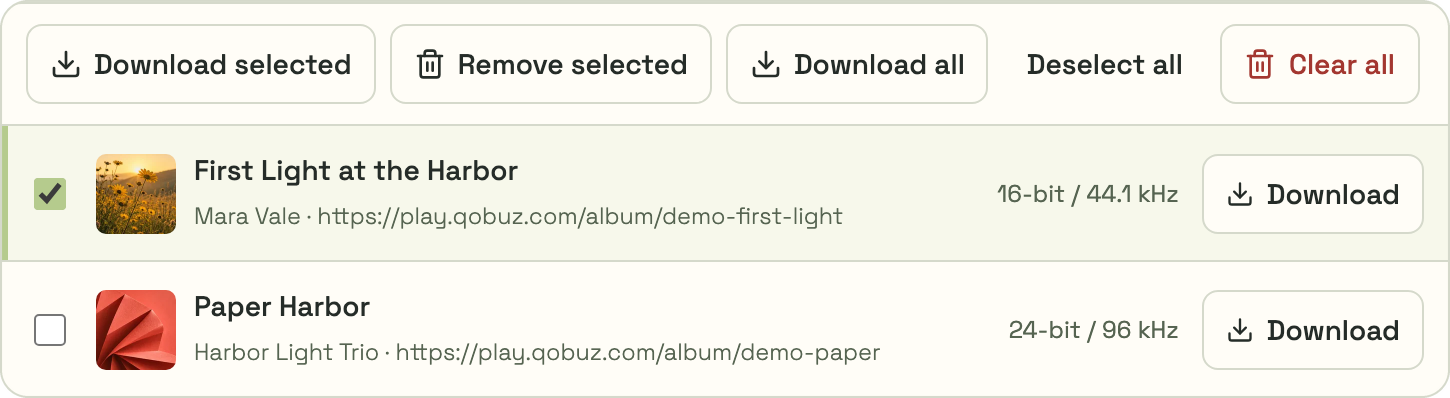 Download selected
Remove selected
Download all
Deselect all
Clear all
First Light at the Harbor
Mara Vale · https://play.qobuz.com/album/demo-first-light
16-bit / 44.1 kHz
Download
Paper Harbor
Harbor Light Trio · https://play.qobuz.com/album/demo-paper
24-bit / 96 kHz
Download